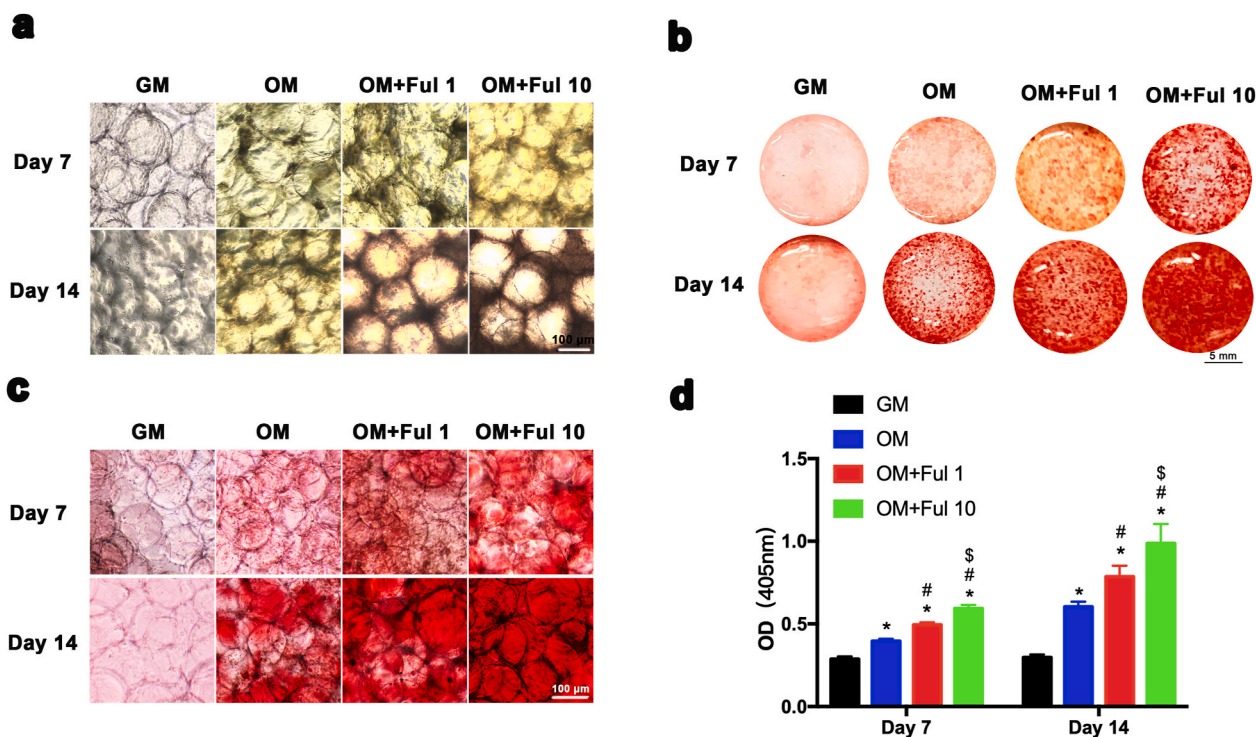 a
GM OM OM+Ful 1 OM+Ful 10
Day 7
Day 14
100 μm
b
GM OM OM+Ful 1 OM+Ful 10
Day 7
Day 14
5 mm
c
GM OM OM+Ful 1 OM+Ful 10
Day 7
Day 14
100 μm
d
GM
OM
OM+Ful 1
OM+Ful 10
OD (405nm)
1.5
1.0
0.5
0.0
* # * $ # *
* # * $ # *
Day 7 Day 14